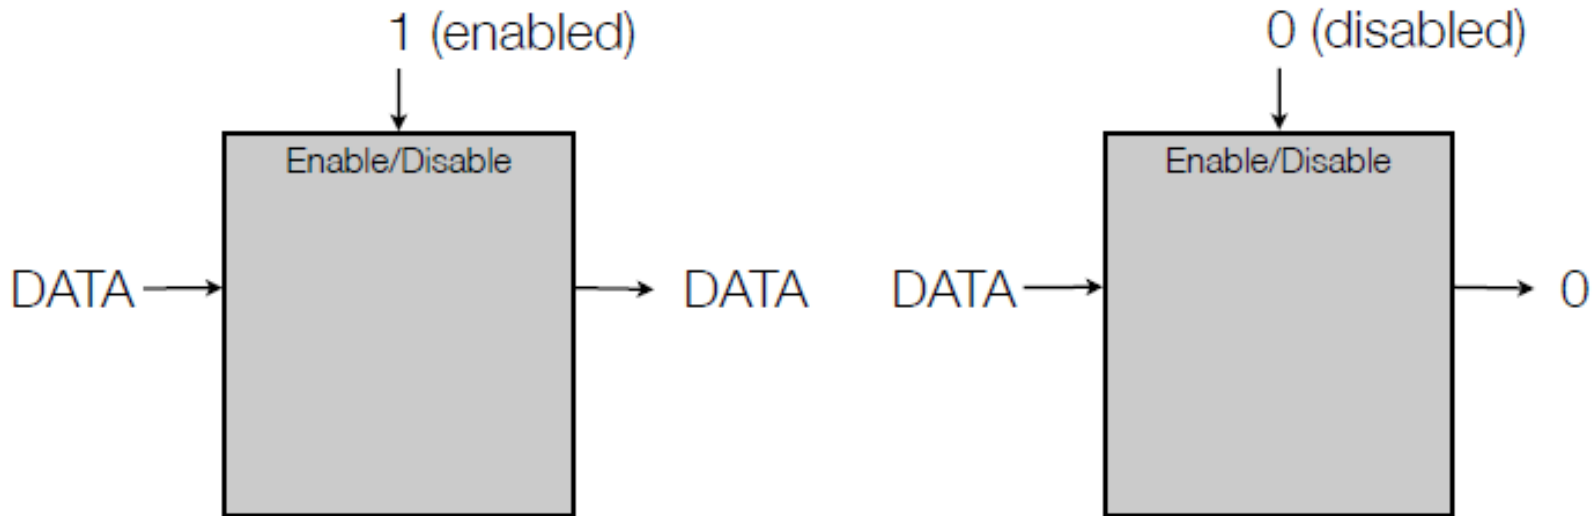 1 (enabled)
0 (disabled)
Enable/Disable
Enable/Disable
DATA
DATA
DATA
0